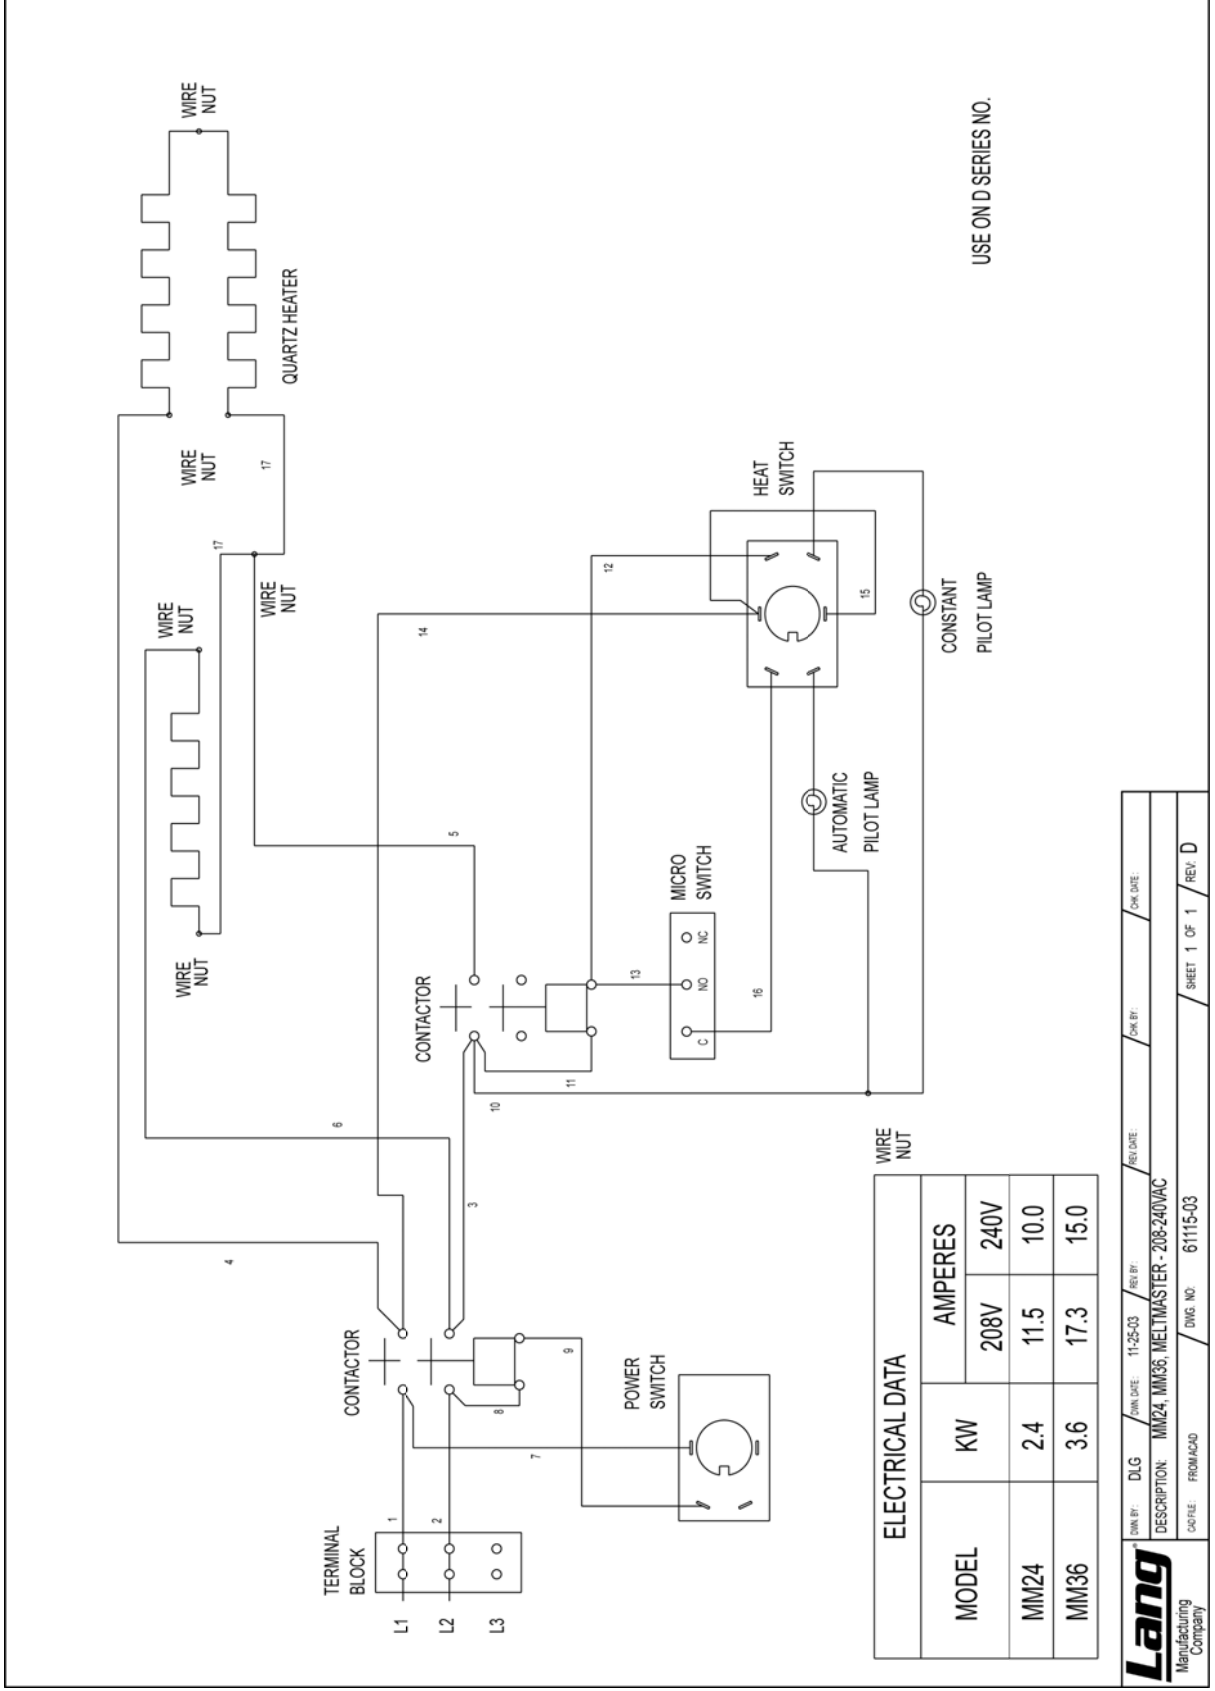 WIRE
NUT
QUARTZ HEATER
WIRE
NUT
17
17
WIRE
NUT
WIRE
NUT
WIRE
NUT
4
6
5
14
12
3
CONTACTOR
10
11
13
MICRO
SWITCH
C
NO
NC
16
HEAT
SWITCH
15
AUTOMATIC
PILOT LAMP
CONSTANT
PILOT LAMP
WIRE
NUT
TERMINAL
BLOCK
L1
L2
L3
1
2
CONTACTOR
8
9
7
POWER
SWITCH
USE ON D SERIES NO.
ELECTRICAL DATA
MODEL KW AMPERES
208V 240V
MM24 2.4 11.5 10.0
MM36 3.6 17.3 15.0
Lang®
Manufacturing
Company
DWN. BY: DLG DWN. DATE: 11-25-03 REV. BY: REV. DATE: CHK. BY: CHK. DATE:
DESCRIPTION: MM24, MM36, MELTMASTER - 208-240VAC
CAD FILE: FROMACAD DWG. NO: 61115-03 SHEET 1 OF 1 REV: D